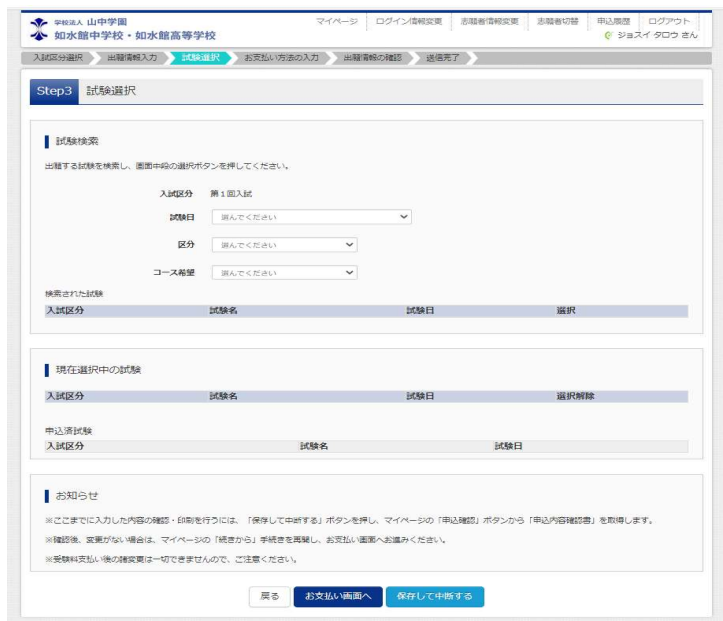 学校法人 山中学園
如水館中学校・如水館高等学校
マイページ ログイン情報変更 志願者情報変更 志願者切替 申込履歴 ログアウト
ジョスイ タロウ さん
入試区分選択 出願情報入力 試験選択 お支払い方法の入力 出願情報の確認 送信完了
Step3 試験選択
試験検索
出願する試験を検索し、画面中段の選択ボタンを押してください。
入試区分 第1回入試
試験日 選んでください
区分 選んでください
コース希望 選んでください
検索された試験
入試区分 試験名 試験日 選択
現在選択中の試験
入試区分 試験名 試験日 選択解除
申込済試験
入試区分 試験名 試験日
お知らせ
※ここまでに入力した内容の確認・印刷を行うには、「保存して中断する」ボタンを押し、マイページの「申込確認」ボタンから「申込内容確認書」を取得します。
※確認後、変更がない場合は、マイページの「続きから」手続きを再開し、お支払い画面へお進みください。
※受験料支払い後の諸変更は一切できませんので、ご注意ください。
戻る お支払い画面へ 保存して中断する